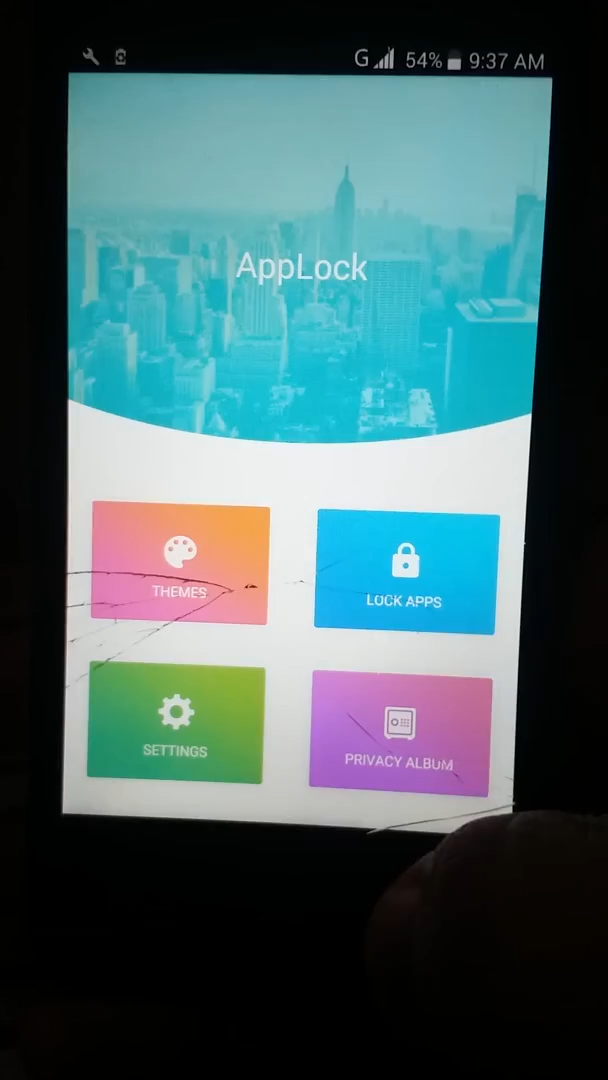 G 54% 9:37 AM
AppLock
THEMES
LOCK APPS
SETTINGS
PRIVACY ALBUM